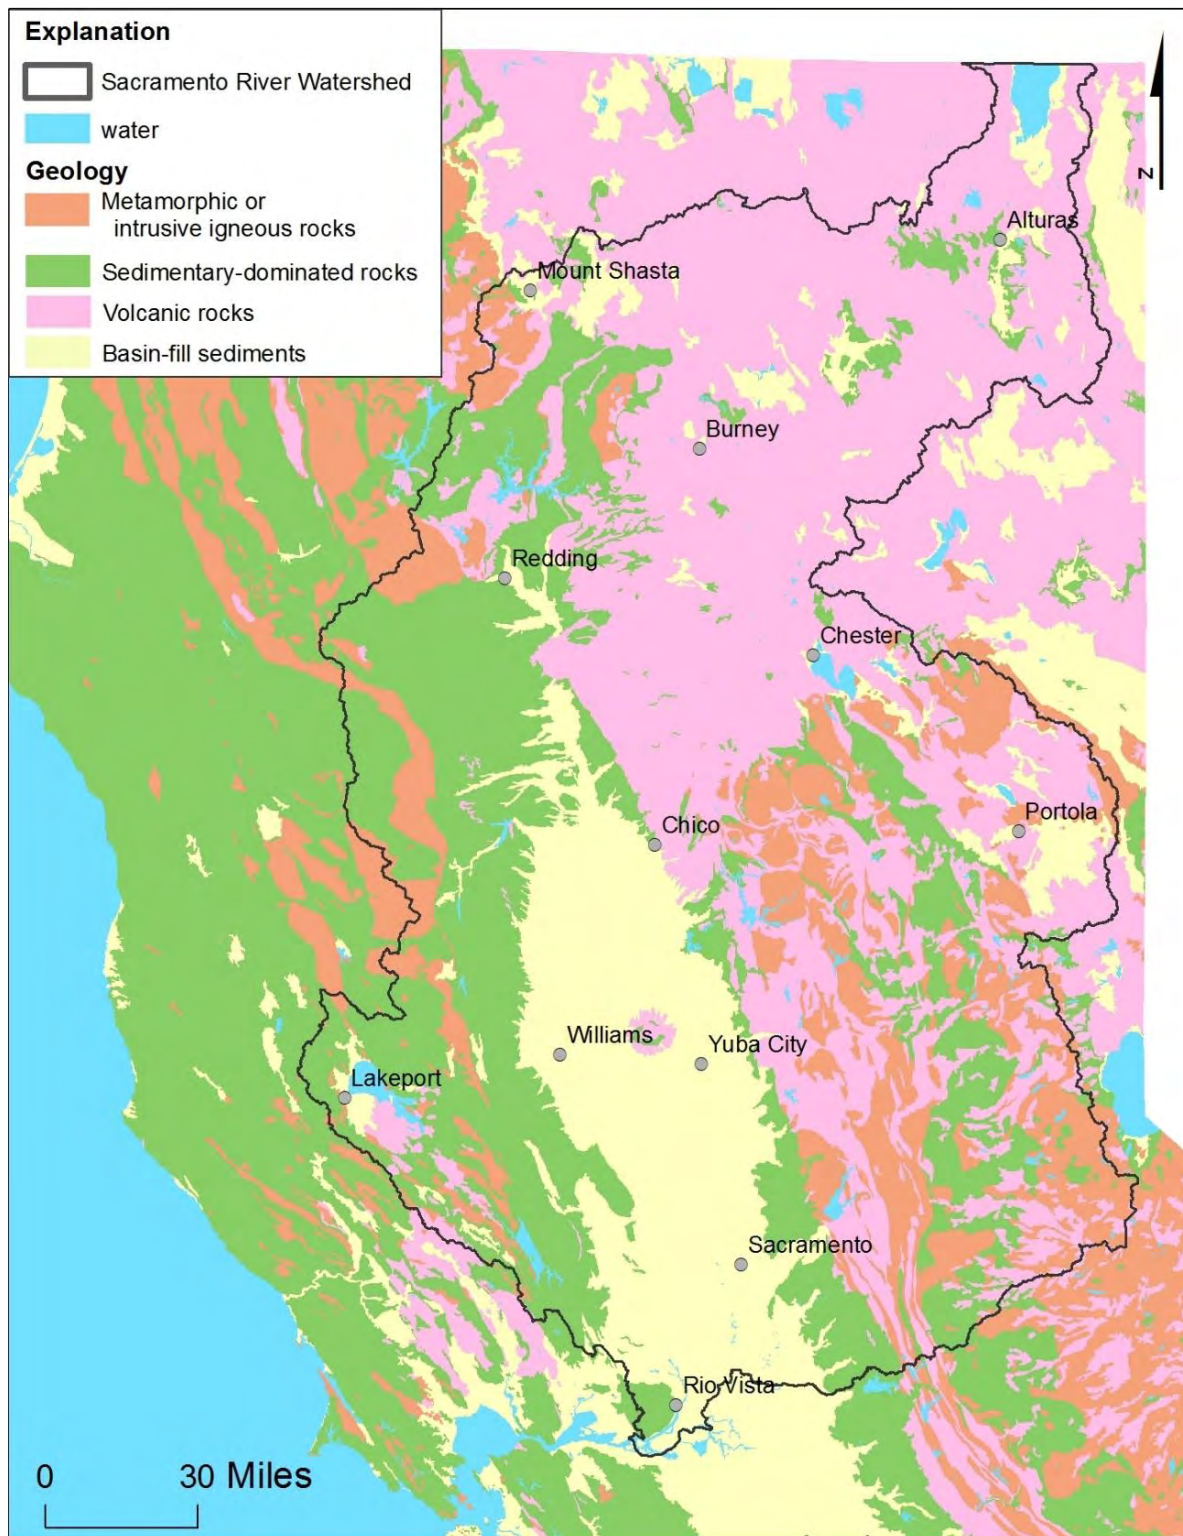 Explanation
Sacramento River Watershed
water
Geology
Metamorphic or
intrusive igneous rocks
Sedimentary-dominated rocks
Volcanic rocks
Basin-fill sediments
N
Alturas
Mount Shasta
Burney
Redding
Chester
Portola
Chico
Williams
Yuba City
Lakeport
Sacramento
Rio Vista
0 30 Miles